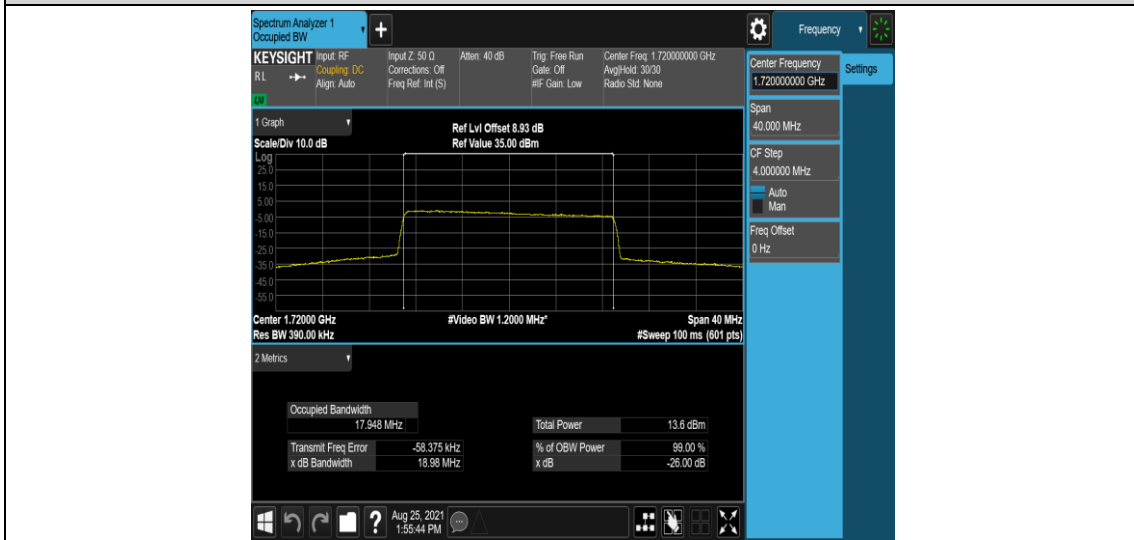 Spectrum Analyzer 1
Occupied BW
+
Frequency
KEYSIGHT
RL
LXI
Input: RF
Coupling: DC
Align: Auto
Input Z: 50 Ω
Corrections: Off
Freq Ref: Int (S)
Atten: 40 dB
Trig: Free Run
Gate: Off
#IF Gain: Low
Center Freq: 1.720000000 GHz
Avg|Hold: 30/30
Radio Std: None
Center Frequency
1.720000000 GHz
Settings
Span
40.000 MHz
CF Step
4.000000 MHz
Auto
Man
Freq Offset
0 Hz
1 Graph
Scale/Div 10.0 dB
Ref Lvl Offset 8.93 dB
Ref Value 35.00 dBm
Log
25.0
15.0
5.00
-5.00
-15.0
-25.0
-35.0
-45.0
-55.0
Center 1.72000 GHz
Res BW 390.00 kHz
#Video BW 1.2000 MHz*
Span 40 MHz
#Sweep 100 ms (601 pts)
2 Metrics
Occupied Bandwidth
17.948 MHz
Total Power 13.6 dBm
Transmit Freq Error -58.375 kHz
% of OBW Power 99.00 %
x dB Bandwidth 18.98 MHz
x dB -26.00 dB
?
Aug 25, 2021
1:55:44 PM